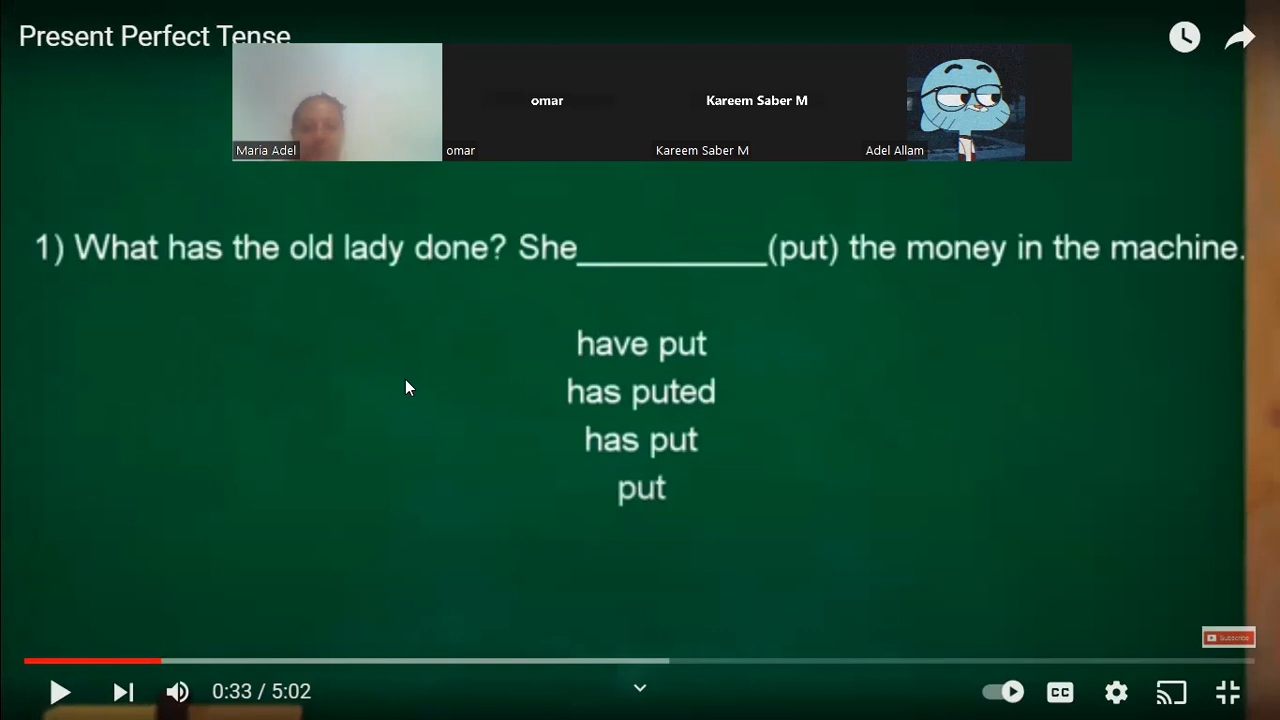 Present Perfect Tense
omar
Kareem Saber M
Maria Adel
omar
Kareem Saber M
Adel Allam
1) What has the old lady done? She__________(put) the money in the machine.
have put
has puted
has put
put
Subscribe
0:33 / 5:02
CC